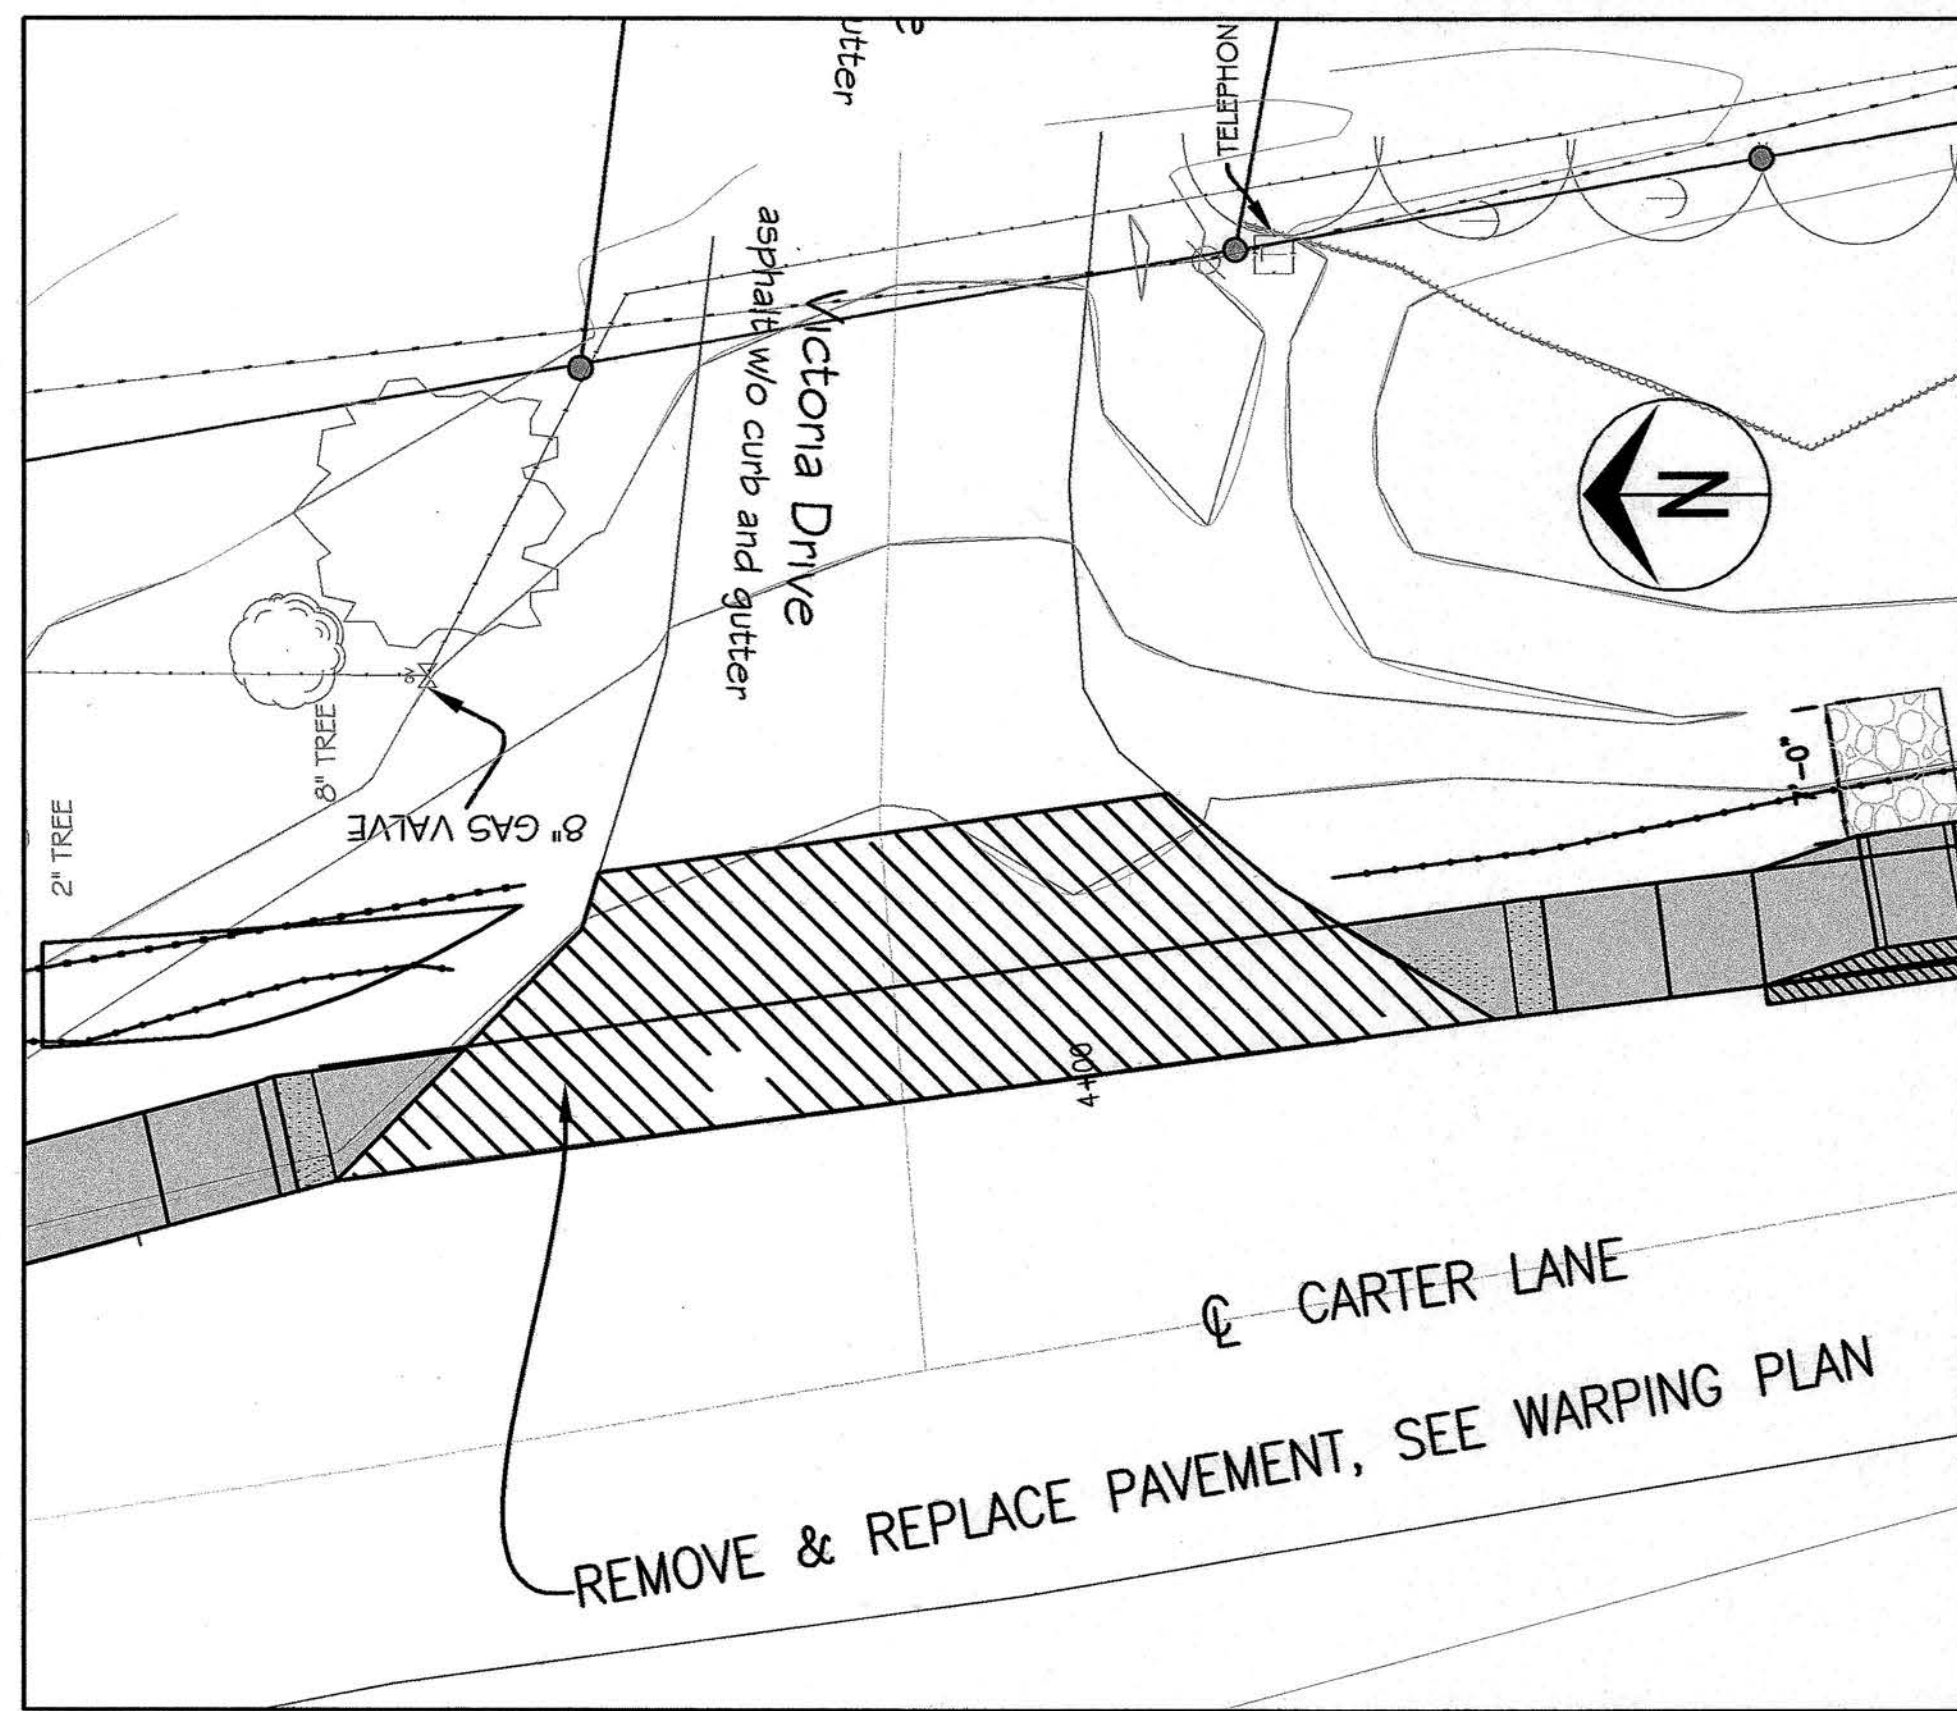 utter
TELEPHON
Victoria Drive
asphalt w/o curb and gutter
N
8" TREE
2" TREE
8" GAS VALVE
4+00
℄ CARTER LANE
REMOVE & REPLACE PAVEMENT, SEE WARPING PLAN